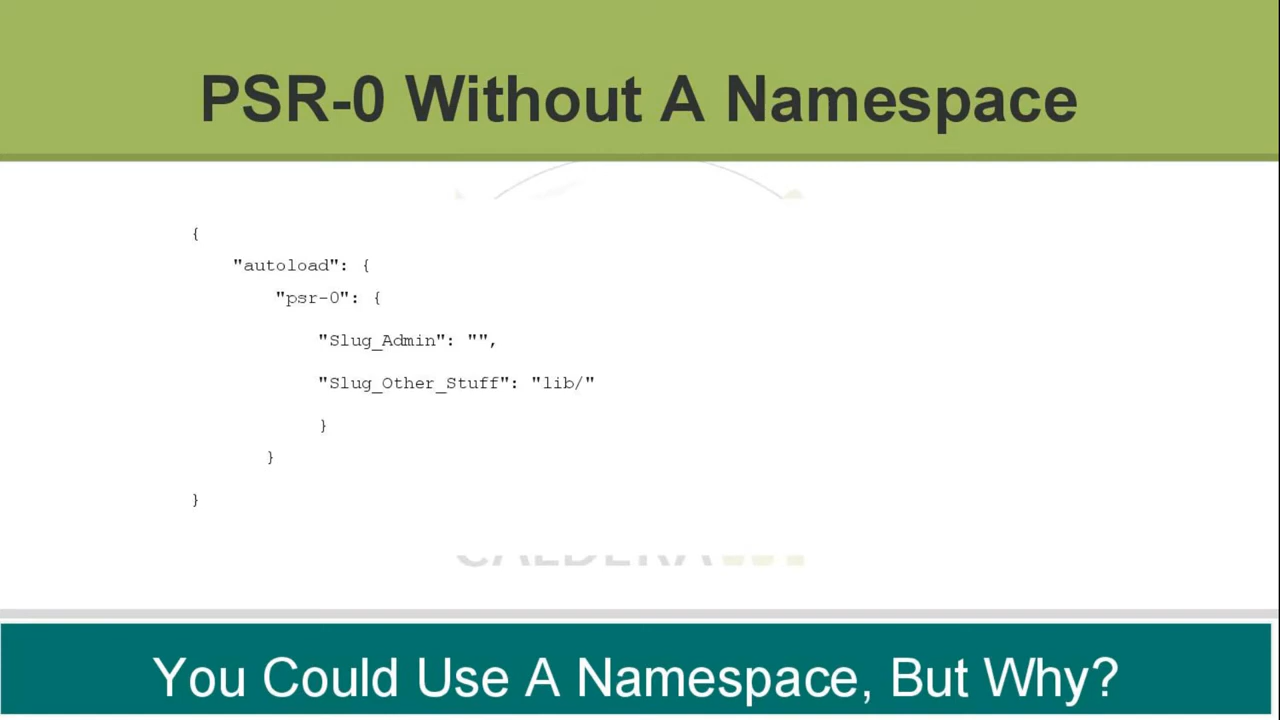 PSR-0 Without A Namespace
{
"autoload": {
"psr-0": {
"Slug_Admin": "",
"Slug_Other_Stuff": "lib/"
}
}
}
You Could Use A Namespace, But Why?